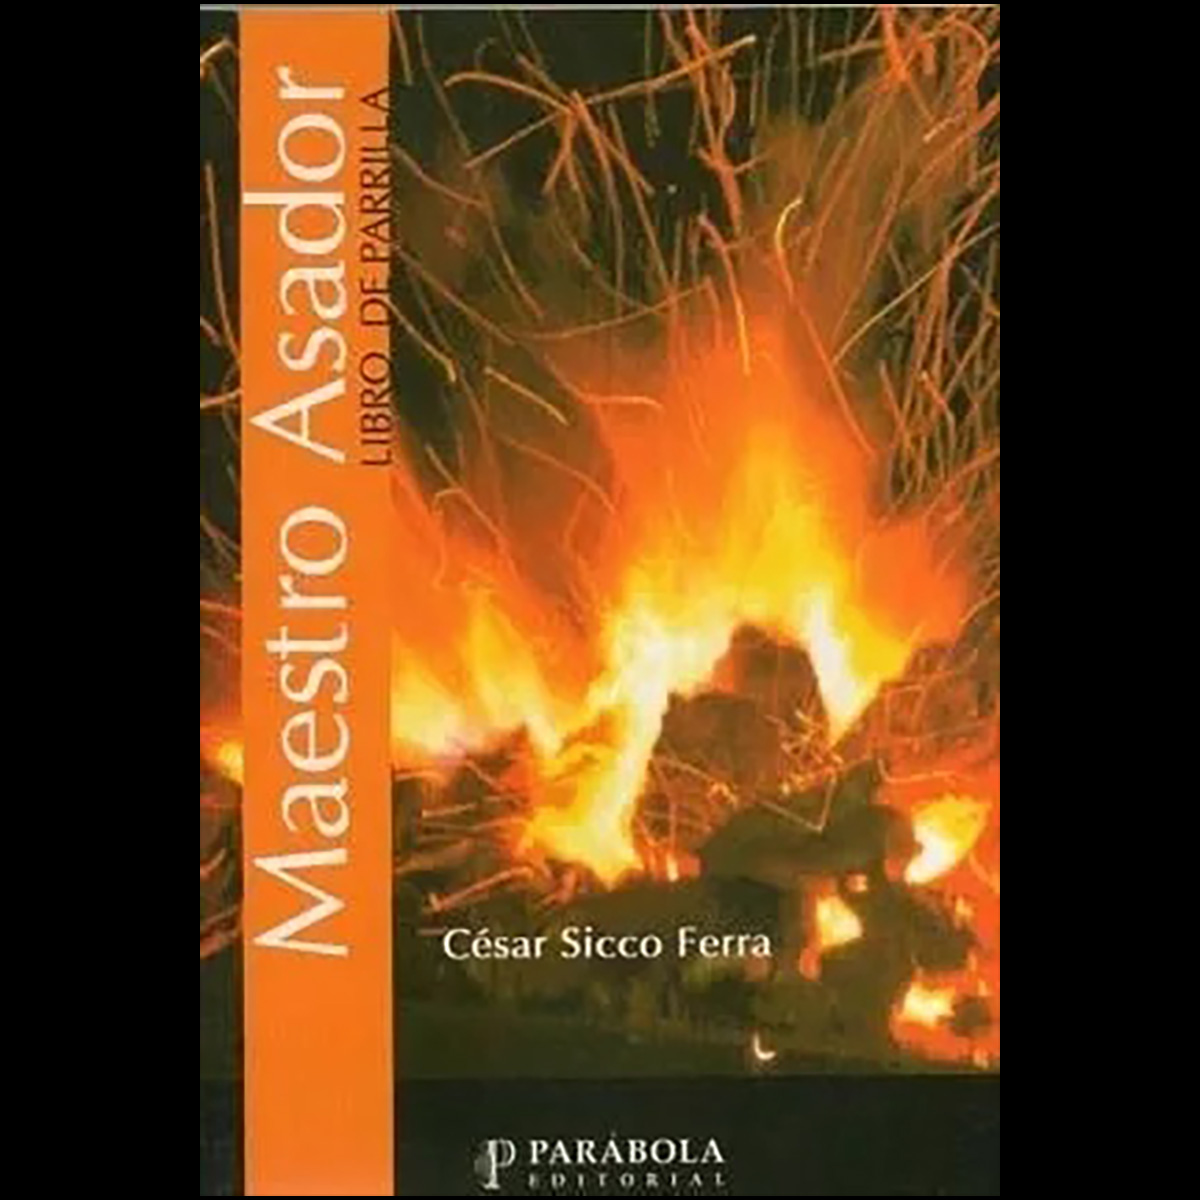 Maestro Asador
LIBRO DE PARRILLA
César Sicco Ferra
PARÁBOLA
EDITORIAL